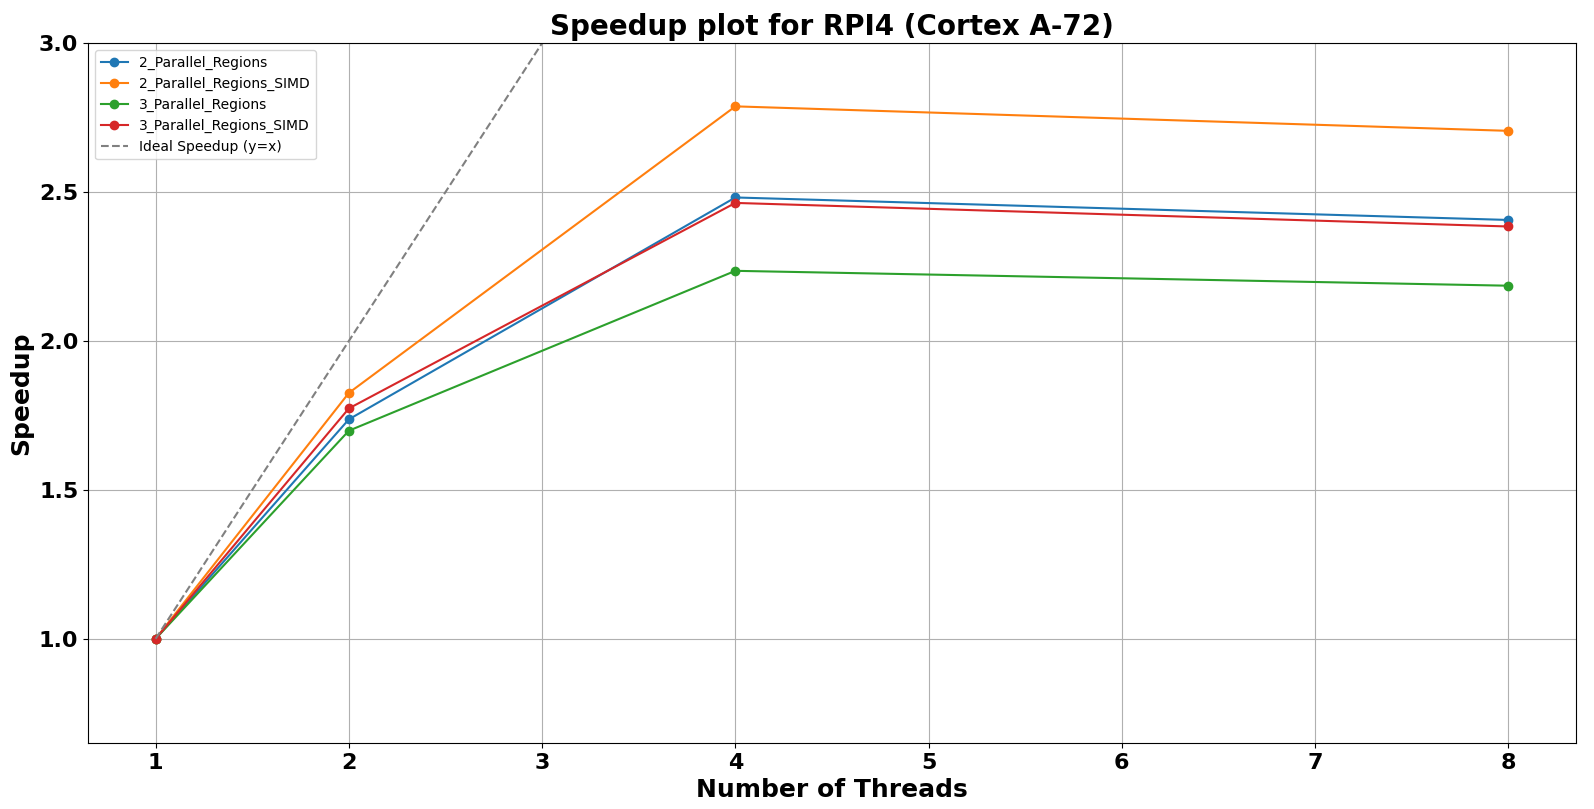 Speedup plot for RPI4 (Cortex A-72)
2_Parallel_Regions
2_Parallel_Regions_SIMD
3_Parallel_Regions
3_Parallel_Regions_SIMD
Ideal Speedup (y=x)
Speedup
3.0
2.5
2.0
1.5
1.0
1 2 3 4 5 6 7 8
Number of Threads